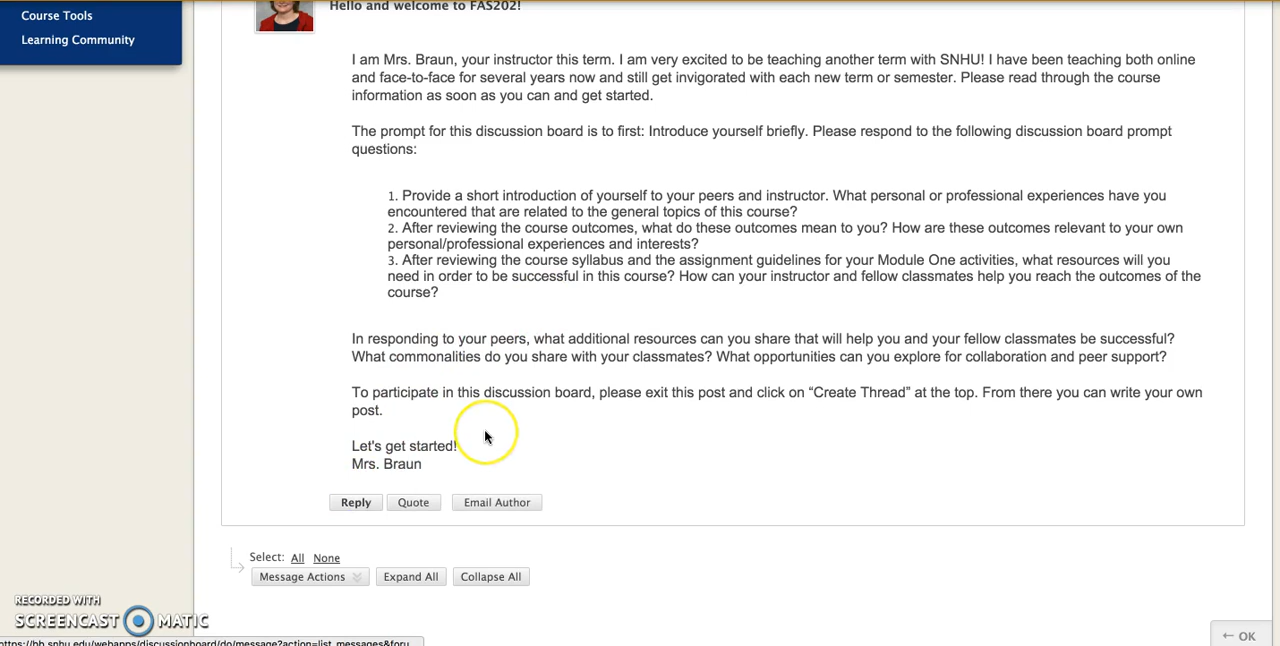 Course Tools
Learning Community
Hello and welcome to FAS202!
I am Mrs. Braun, your instructor this term. I am very excited to be teaching another term with SNHU! I have been teaching both online
and face-to-face for several years now and still get invigorated with each new term or semester. Please read through the course
information as soon as you can and get started.
The prompt for this discussion board is to first: Introduce yourself briefly. Please respond to the following discussion board prompt
questions:
1. Provide a short introduction of yourself to your peers and instructor. What personal or professional experiences have you
encountered that are related to the general topics of this course?
2. After reviewing the course outcomes, what do these outcomes mean to you? How are these outcomes relevant to your own
personal/professional experiences and interests?
3. After reviewing the course syllabus and the assignment guidelines for your Module One activities, what resources will you
need in order to be successful in this course? How can your instructor and fellow classmates help you reach the outcomes of the
course?
In responding to your peers, what additional resources can you share that will help you and your fellow classmates be successful?
What commonalities do you share with your classmates? What opportunities can you explore for collaboration and peer support?
To participate in this discussion board, please exit this post and click on “Create Thread” at the top. From there you can write your own
post.
Let's get started!
Mrs. Braun
Reply Quote Email Author
Select: All None
Message Actions Expand All Collapse All
RECORDED WITH
SCREENCAST MATIC
https://bb.snhu.edu/webapps/discussionboard/do/message?action=list_messages&foru...
← OK